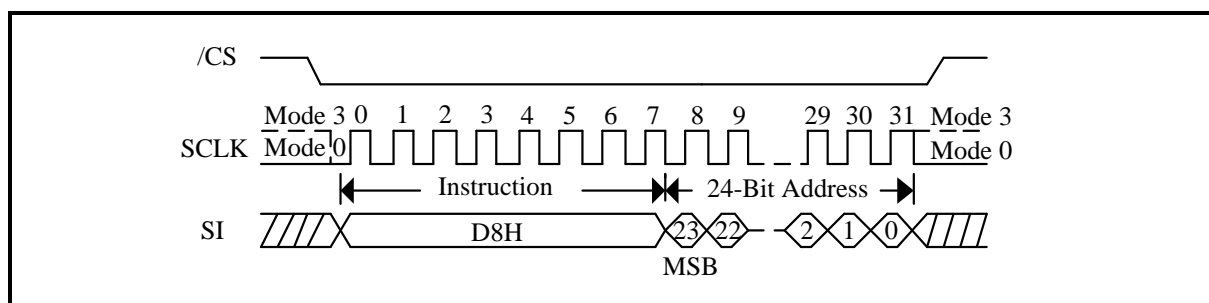 /CS
Mode 3 0 1 2 3 4 5 6 7 8 9 29 30 31 Mode 3
SCLK Mode 0 Mode 0
Instruction 24-Bit Address
SI D8H 23 22 2 1 0
MSB